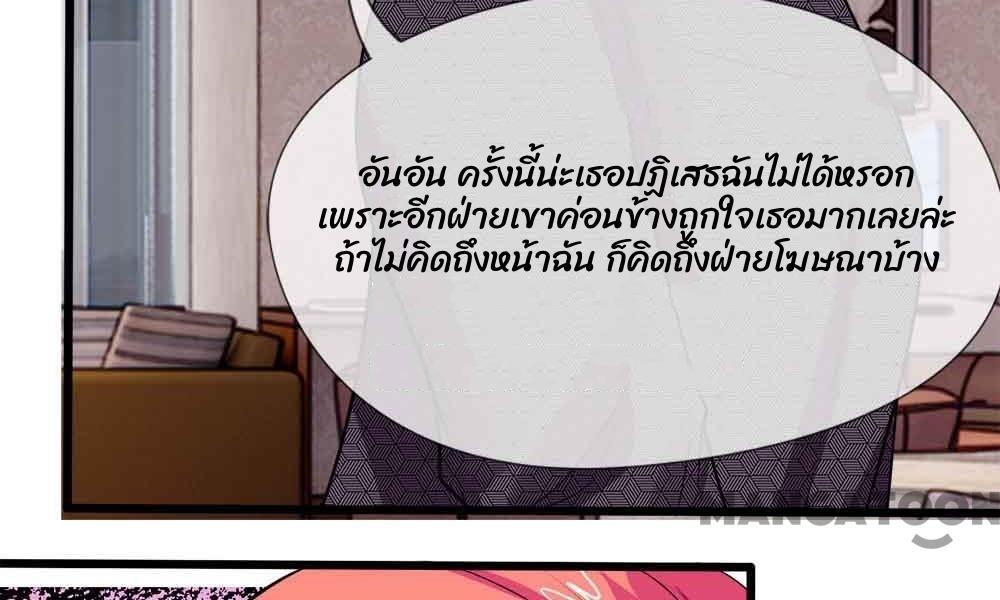 อันอัน ครั้งนี้น่ะเธอปฏิเสธฉันไม่ได้หรอก
เพราะอีกฝ่ายเขาค่อนข้างถูกใจเธอมากเลยล่ะ
ถ้าไม่คิดถึงหน้าฉัน ก็คิดถึงฝ่ายโฆษณาบ้าง
MANGATOON